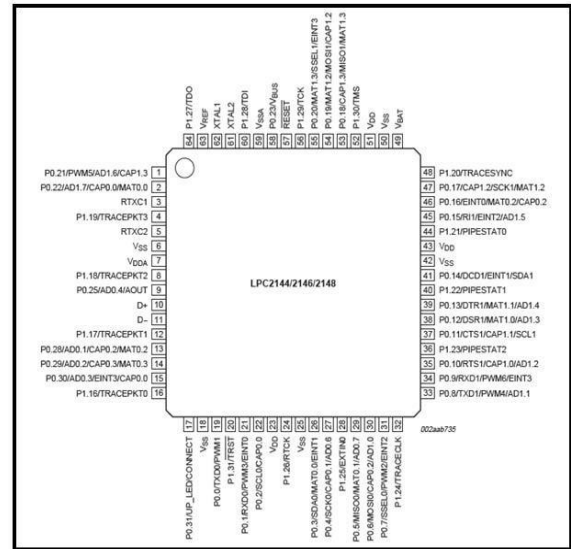 P1.27/TDO
VREF
XTAL1
XTAL2
P1.28/TDI
VSSA
P0.23/VBUS
RESET
P1.29/TCK
P0.20/MAT1.3/SSEL1/EINT3
P0.19/MAT1.2/MOSI1/CAP1.2
P0.18/CAP1.3/MISO1/MAT1.3
P1.30/TMS
VDD
VSS
VBAT
64 63 62 61 60 59 58 57 56 55 54 53 52 51 50 49
P0.21/PWM5/AD1.6/CAP1.3 1
P0.22/AD1.7/CAP0.0/MAT0.0 2
RTXC1 3
P1.19/TRACEPKT3 4
RTXC2 5
VSS 6
VDDA 7
P1.18/TRACEPKT2 8
P0.25/AD0.4/AOUT 9
D+ 10
D− 11
P1.17/TRACEPKT1 12
P0.28/AD0.1/CAP0.2/MAT0.2 13
P0.29/AD0.2/CAP0.3/MAT0.3 14
P0.30/AD0.3/EINT3/CAP0.0 15
P1.16/TRACEPKT0 16
LPC2144/2146/2148
48 P1.20/TRACESYNC
47 P0.17/CAP1.2/SCK1/MAT1.2
46 P0.16/EINT0/MAT0.2/CAP0.2
45 P0.15/RI1/EINT2/AD1.5
44 P1.21/PIPESTAT0
43 VDD
42 VSS
41 P0.14/DCD1/EINT1/SDA1
40 P1.22/PIPESTAT1
39 P0.13/DTR1/MAT1.1/AD1.4
38 P0.12/DSR1/MAT1.0/AD1.3
37 P0.11/CTS1/CAP1.1/SCL1
36 P1.23/PIPESTAT2
35 P0.10/RTS1/CAP1.0/AD1.2
34 P0.9/RXD1/PWM6/EINT3
33 P0.8/TXD1/PWM4/AD1.1
17 18 19 20 21 22 23 24 25 26 27 28 29 30 31 32
P0.31/UP_LED/CONNECT
VSS
P0.0/TXD0/PWM1
P1.31/TRST
P0.1/RXD0/PWM3/EINT0
P0.2/SCL0/CAP0.0
VDD
P1.26/RTCK
VSS
P0.3/SDA0/MAT0.0/EINT1
P0.4/SCK0/CAP0.1/AD0.6
P1.25/EXTIN0
P0.5/MISO0/MAT0.1/AD0.7
P0.6/MOSI0/CAP0.2/AD1.0
P0.7/SSEL0/PWM2/EINT2
P1.24/TRACECLK
002aab735